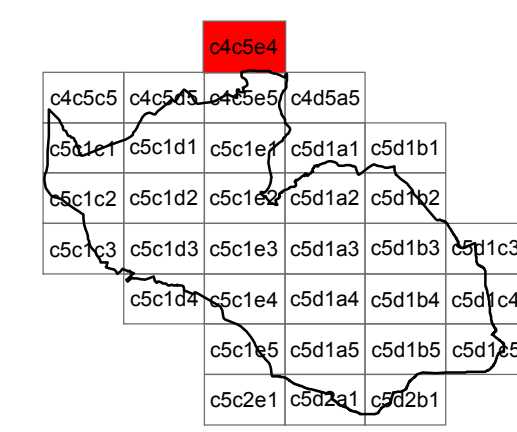 c4c5e4
c4c5c5 c4c5d5 c4c5e5 c4d5a5
c5c1c1 c5c1d1 c5c1e1 c5d1a1 c5d1b1
c5c1c2 c5c1d2 c5c1e2 c5d1a2 c5d1b2
c5c1c3 c5c1d3 c5c1e3 c5d1a3 c5d1b3 c5d1c3
c5c1d4 c5c1e4 c5d1a4 c5d1b4 c5d1c4
c5c1e5 c5d1a5 c5d1b5 c5d1c5
c5c2e1 c5d2a1 c5d2b1